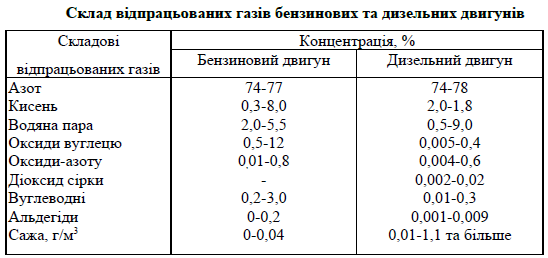 Склад відпрацьованих газів бензинових та дизельних двигунів
Складові відпрацьованих газів Концентрація, %
Бензиновий двигун Дизельний двигун
Азот 74-77 74-78
Кисень 0,3-8,0 2,0-1,8
Водяна пара 2,0-5,5 0,5-9,0
Оксиди вуглецю 0,5-12 0,005-0,4
Оксиди-азоту 0,01-0,8 0,004-0,6
Діоксид сірки - 0,002-0,02
Вуглеводні 0,2-3,0 0,01-0,3
Альдегіди 0-0,2 0,001-0,009
Сажа, г/м³ 0-0,04 0,01-1,1 та більше